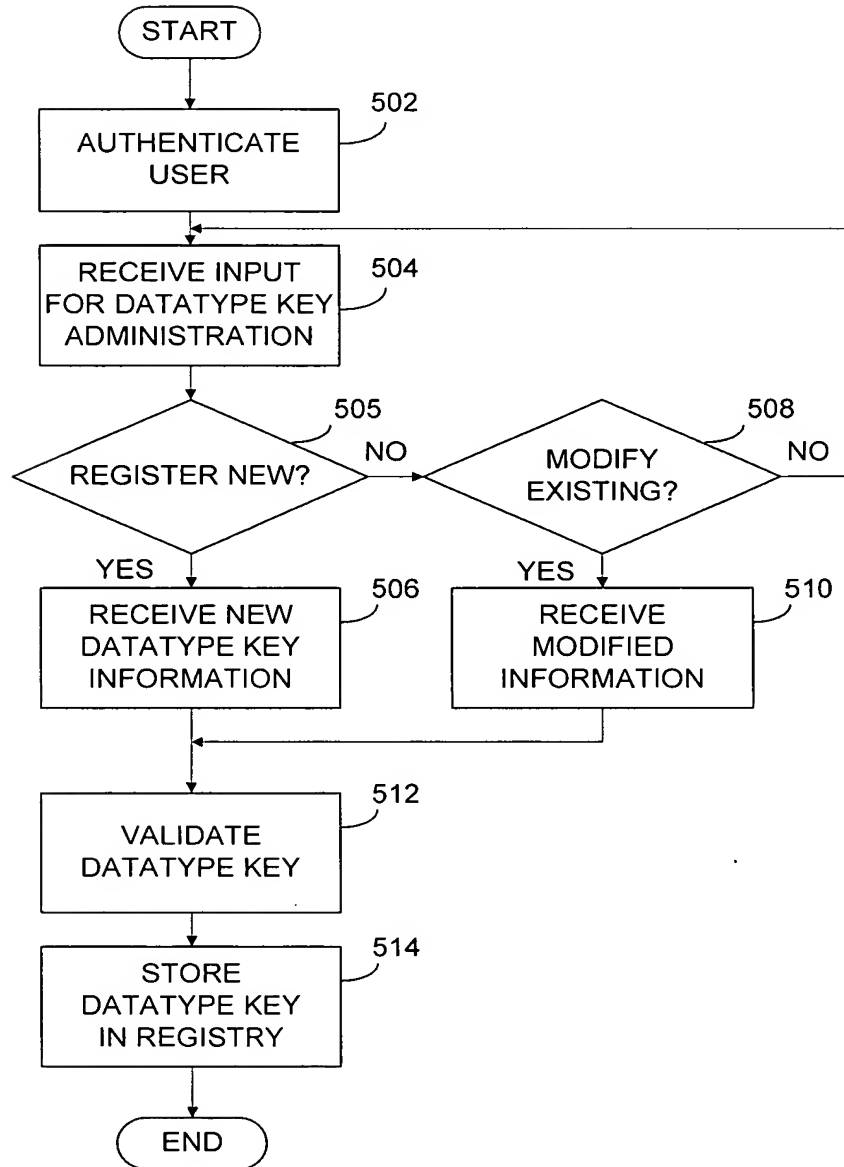 START
502
AUTHENTICATE
USER
RECEIVE INPUT
FOR DATATYPE KEY
ADMINISTRATION
504
505
REGISTER NEW?
NO
508
MODIFY
EXISTING?
NO
YES
RECEIVE NEW
DATATYPE KEY
INFORMATION
506
YES
RECEIVE
MODIFIED
INFORMATION
510
512
VALIDATE
DATATYPE KEY
514
STORE
DATATYPE KEY
IN REGISTRY
END